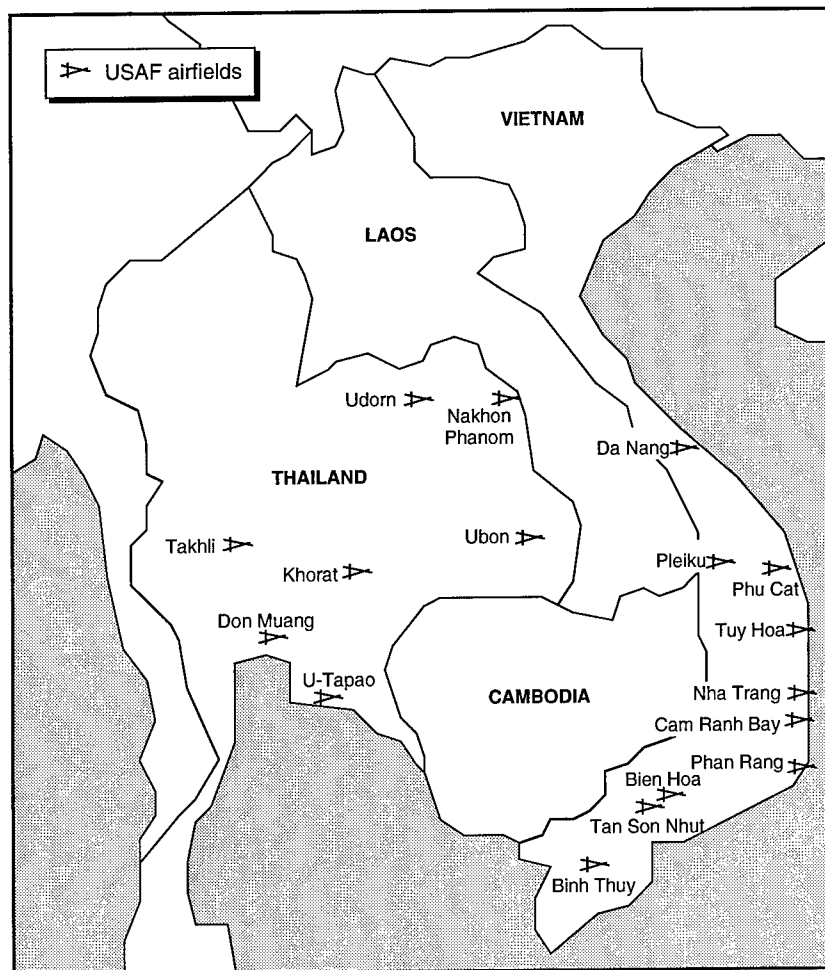 USAF airfields
VIETNAM
LAOS
Udorn
Nakhon
Phanom
Da Nang
THAILAND
Takhli
Ubon
Khorat
Pleiku
Phu Cat
Don Muang
Tuy Hoa
U-Tapao
CAMBODIA
Nha Trang
Cam Ranh Bay
Phan Rang
Bien Hoa
Tan Son Nhut
Binh Thuy